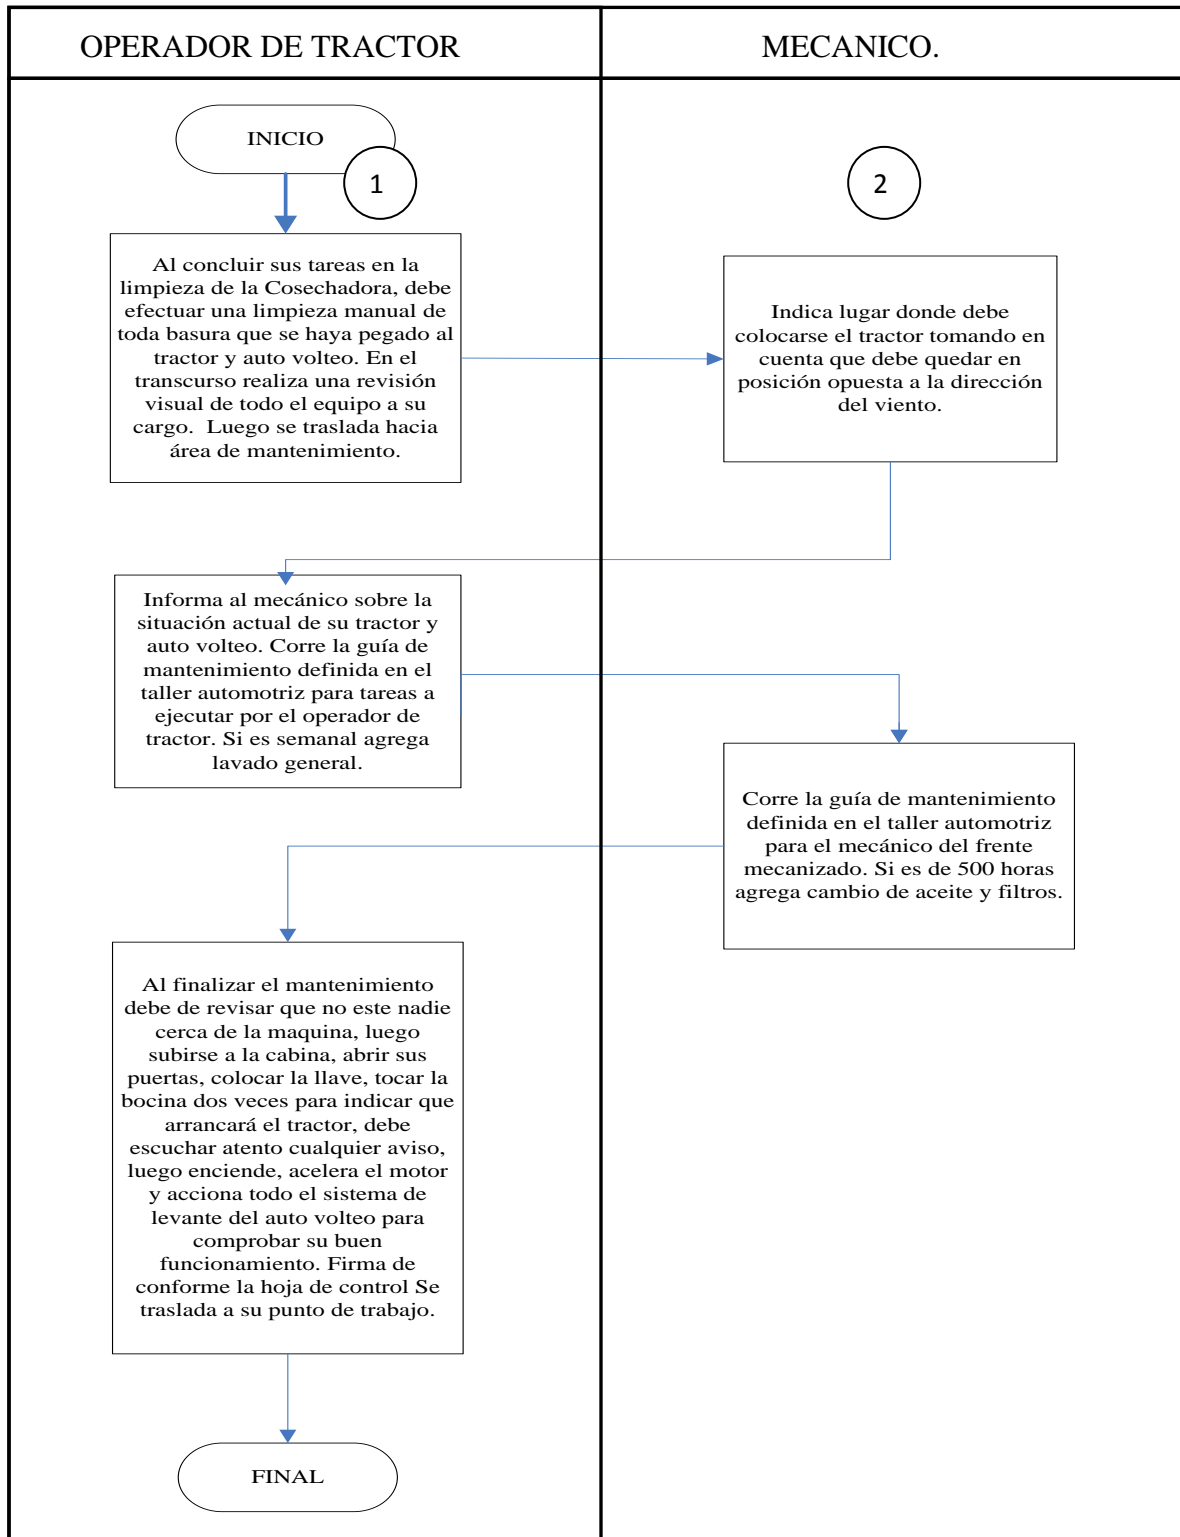 OPERADOR DE TRACTOR
MECANICO.
INICIO
1
2
Al concluir sus tareas en la
limpieza de la Cosechadora, debe
efectuar una limpieza manual de
toda basura que se haya pegado al
tractor y auto volteo. En el
transcurso realiza una revisión
visual de todo el equipo a su
cargo.  Luego se traslada hacia
área de mantenimiento.
Indica lugar donde debe
colocarse el tractor tomando en
cuenta que debe quedar en
posición opuesta a la dirección
del viento.
Informa al mecánico sobre la
situación actual de su tractor y
auto volteo. Corre la guía de
mantenimiento definida en el
taller automotriz para tareas a
ejecutar por el operador de
tractor. Si es semanal agrega
lavado general.
Corre la guía de mantenimiento
definida en el taller automotriz
para el mecánico del frente
mecanizado. Si es de 500 horas
agrega cambio de aceite y filtros.
Al finalizar el mantenimiento
debe de revisar que no este nadie
cerca de la maquina, luego
subirse a la cabina, abrir sus
puertas, colocar la llave, tocar la
bocina dos veces para indicar que
arrancará el tractor, debe
escuchar atento cualquier aviso,
luego enciende, acelera el motor
y acciona todo el sistema de
levante del auto volteo para
comprobar su buen
funcionamiento. Firma de
conforme la hoja de control Se
traslada a su punto de trabajo.
FINAL